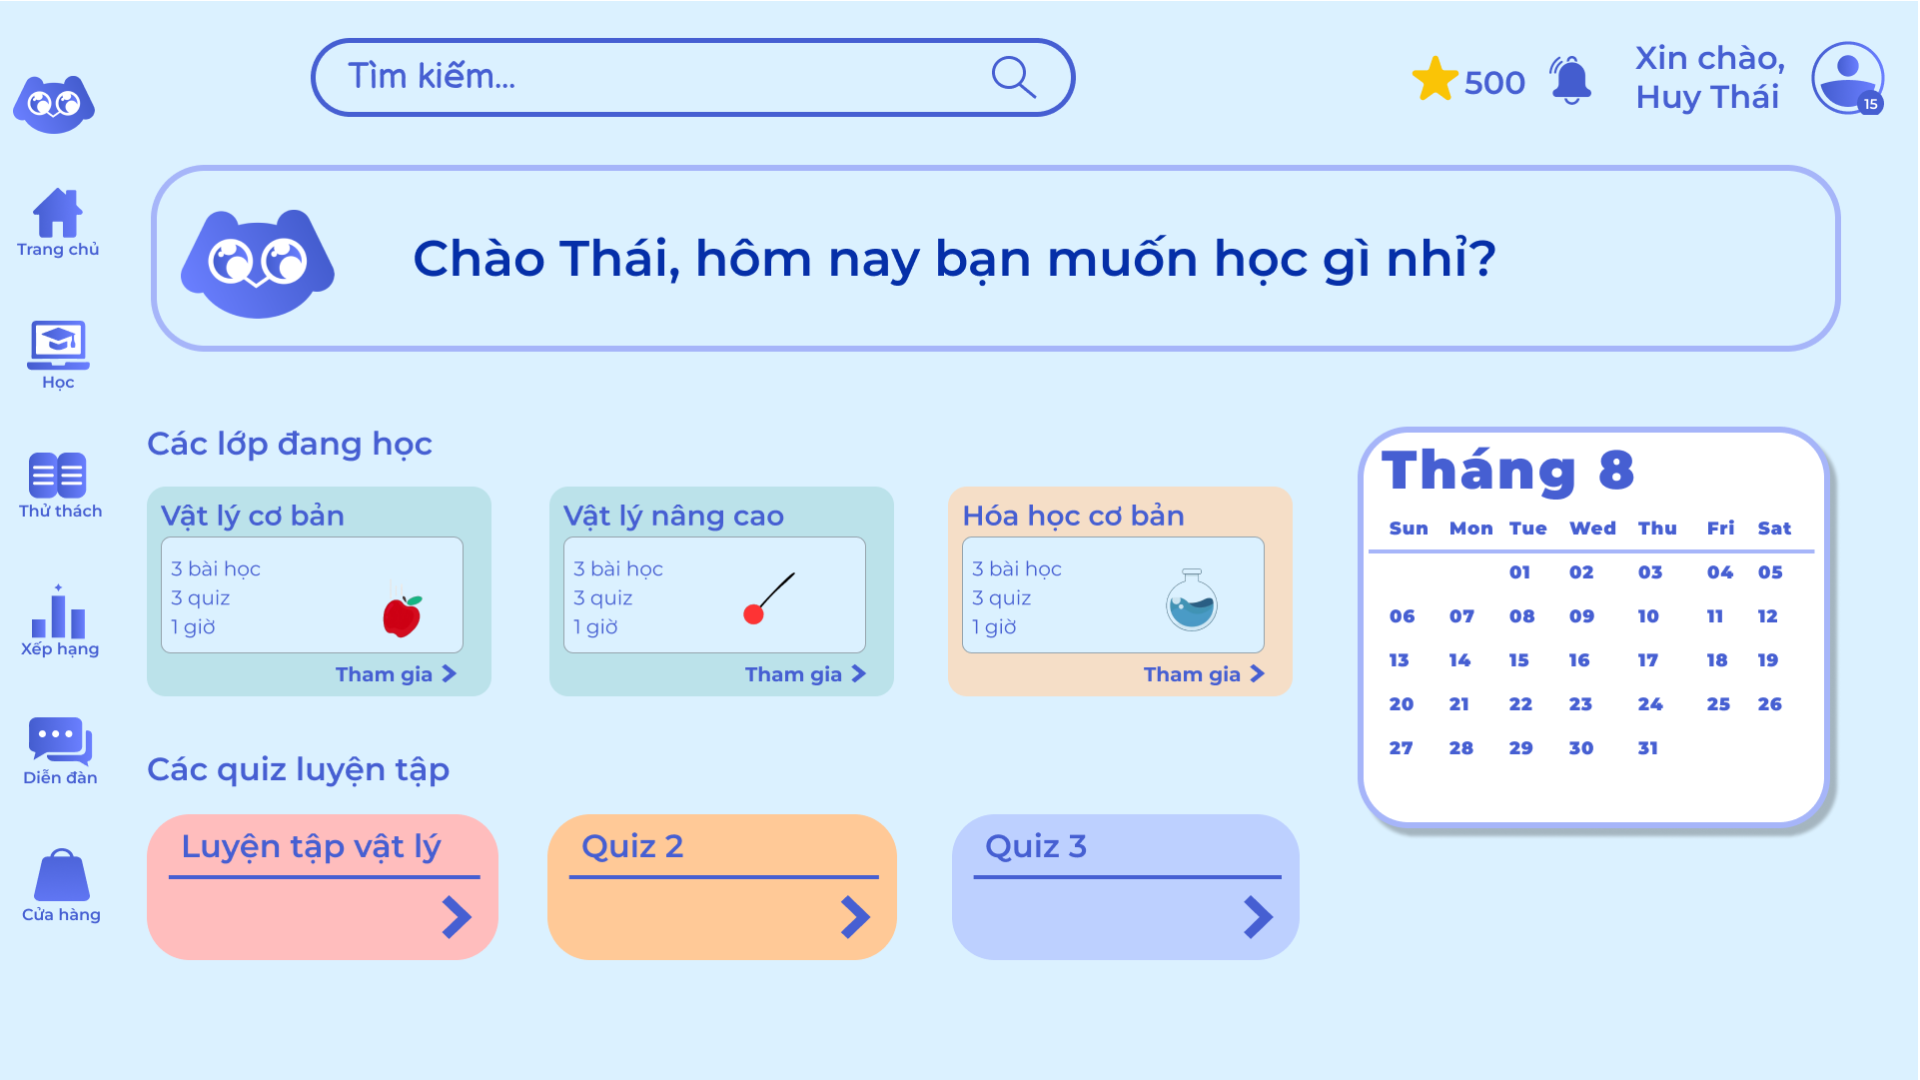 Tìm kiếm...
500
Xin chào,
Huy Thái
15
Trang chủ
Học
Thử thách
Xếp hạng
Diễn đàn
Cửa hàng
Chào Thái, hôm nay bạn muốn học gì nhỉ?
Các lớp đang học
Vật lý cơ bản
3 bài học
3 quiz
1 giờ
Tham gia
Vật lý nâng cao
3 bài học
3 quiz
1 giờ
Tham gia
Hóa học cơ bản
3 bài học
3 quiz
1 giờ
Tham gia
Các quiz luyện tập
Luyện tập vật lý
Quiz 2
Quiz 3
Tháng 8
Sun Mon Tue Wed Thu Fri Sat
01 02 03 04 05
06 07 08 09 10 11 12
13 14 15 16 17 18 19
20 21 22 23 24 25 26
27 28 29 30 31